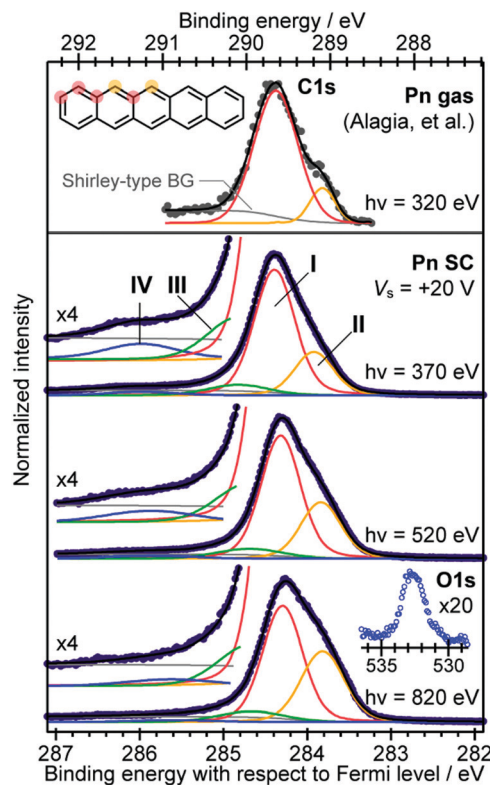 Binding energy / eV
292 291 290 289 288
C1s
Pn gas
(Alagia, et al.)
Shirley-type BG
hν = 320 eV
Pn SC
Vs = +20 V
x4
IV
III
I
II
hν = 370 eV
x4
hν = 520 eV
O1s
x20
535 530
x4
hν = 820 eV
Normalized intensity
287 286 285 284 283 282
Binding energy with respect to Fermi level / eV